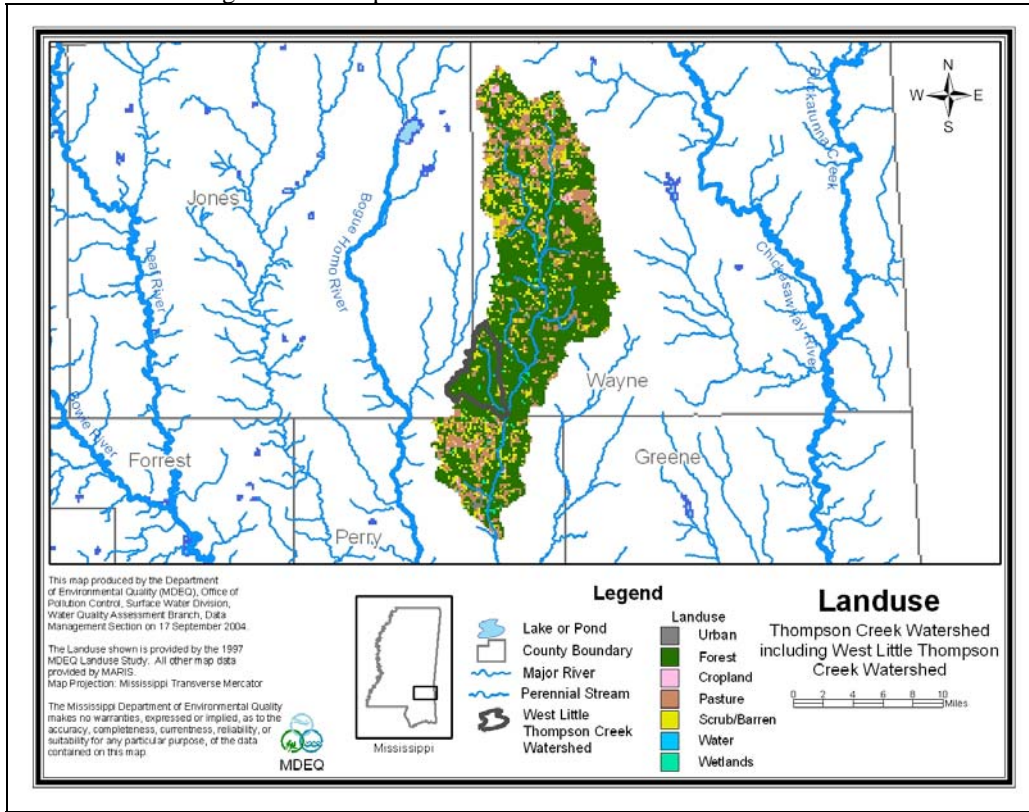 N
W E
S
Buckatunna Creek
Jones
Bogue Homo River
Leaf River
Chickasawhay River
Wayne
Bowie River
Forrest
Greene
Perry
This map produced by the Department
of Environmental Quality (MDEQ), Office of
Pollution Control, Surface Water Division,
Water Quality Assessment Branch, Data
Management Section on 17 September 2004.
The Landuse shown is provided by the 1997
MDEQ Landuse Study. All other map data
provided by MARIS.
Map Projection: Mississippi Transverse Mercator
The Mississippi Department of Environmental Quality
makes no warranties, expressed or implied, as to the
accuracy, completeness, currentness, reliability, or
suitability for any particular purpose, of the data
contained on this map.
MDEQ
Mississippi
Legend
Lake or Pond
County Boundary
Major River
Perennial Stream
West Little
Thompson Creek
Watershed
Landuse
Urban
Forest
Cropland
Pasture
Scrub/Barren
Water
Wetlands
Landuse
Thompson Creek Watershed
including West Little Thompson
Creek Watershed
0 2 4 6 8 10
Miles